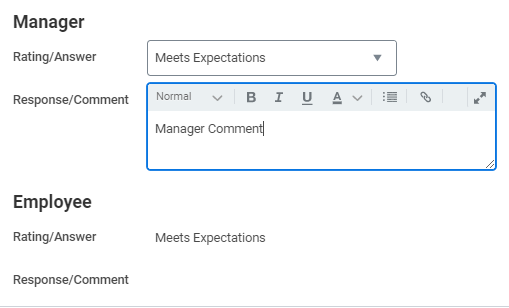 Manager
Rating/Answer Meets Expectations
Response/Comment Normal B I U A
Manager Comment
Employee
Rating/Answer Meets Expectations
Response/Comment